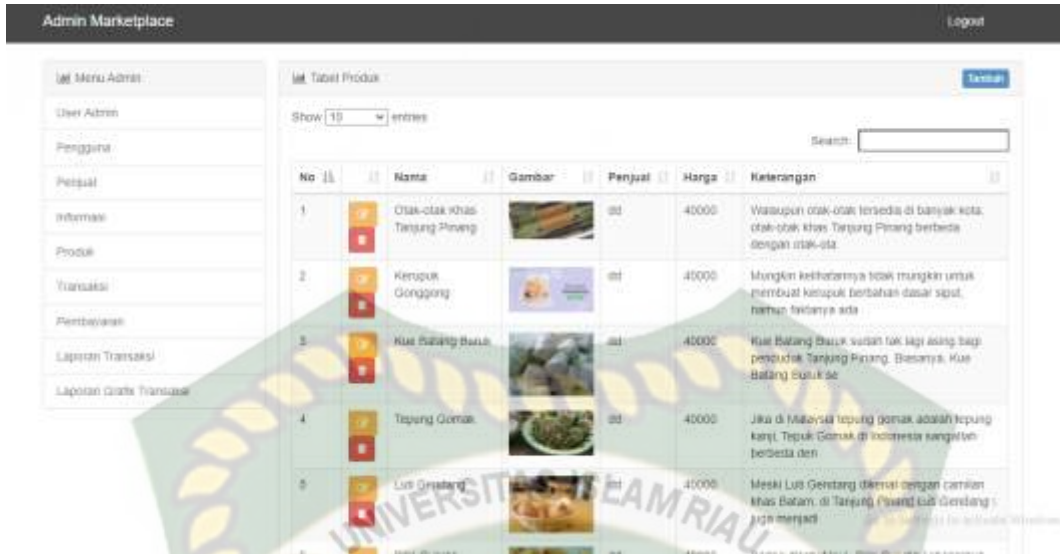 Admin Marketplace
Logout
Menu Admin
Tabel Produk
Tambah
User Admin
Pengguna
Penjual
Informasi
Produk
Transaksi
Pembayaran
Laporan Transaksi
Laporan Grafik Transaksi
Show 10 entries
Search:
No Nama Gambar Penjual Harga Keterangan
1 Otak-otak Khas Tanjung Pinang dd 40000
Walaupun otak-otak tersedia di banyak kota,
otak-otak khas Tanjung Pinang berbeda
dengan otak-ota
2 Kerupuk Gonggong dd 40000
Mungkin kelihatannya tidak mungkin untuk
membuat kerupuk berbahan dasar siput,
namun faktanya ada
3 Kue Batang Buruk dd 40000
Kue Batang Buruk sudah tak lagi asing bagi
penduduk Tanjung Pinang. Biasanya, Kue
Batang Buruk se
4 Tepung Gomak dd 40000
Jika di Malaysia tepung gomak adalah tepung
kanji, Tepuk Gomak di Indonesia sangatlah
berbeda den
5 Luti Gendang dd 40000
Meski Luti Gendang dikenal dengan camilan
khas Batam, di Tanjung Pinang Luti Gendang
juga menjadi
UNIVERSITAS ISLAM RIAU
Go to Settings to activate Windows